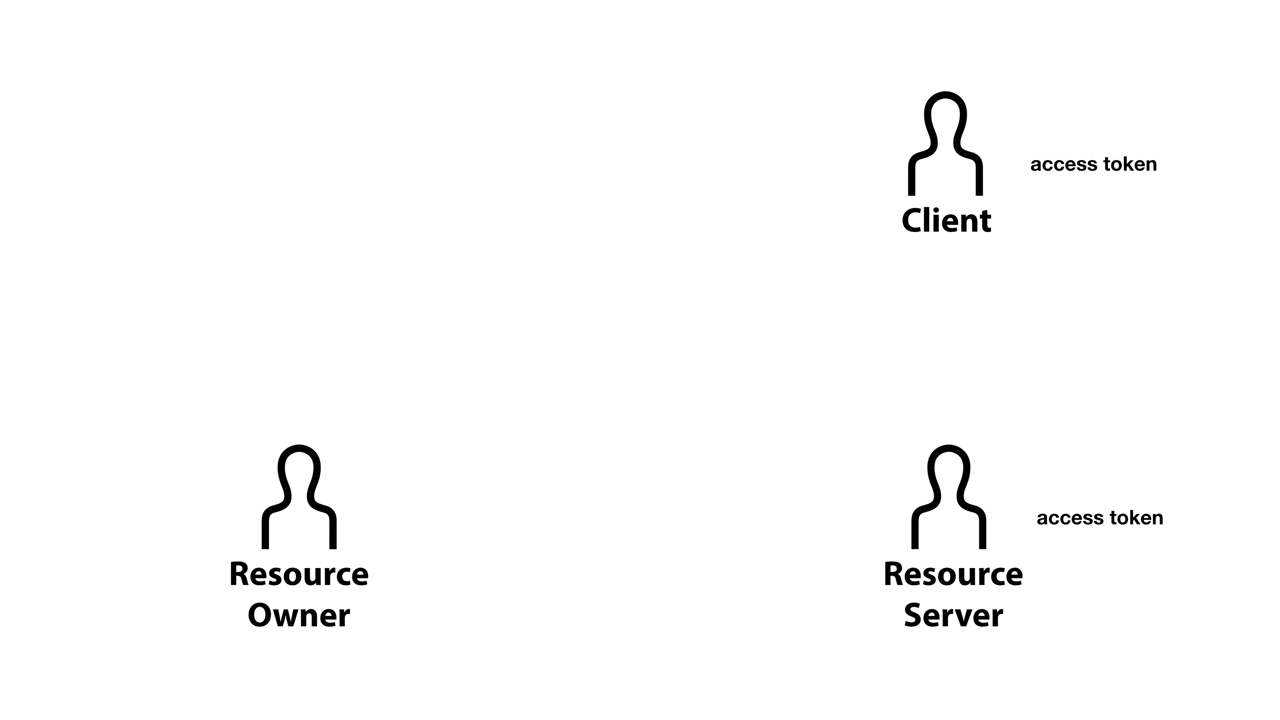 access token
Client
access token
Resource
Owner
Resource
Server